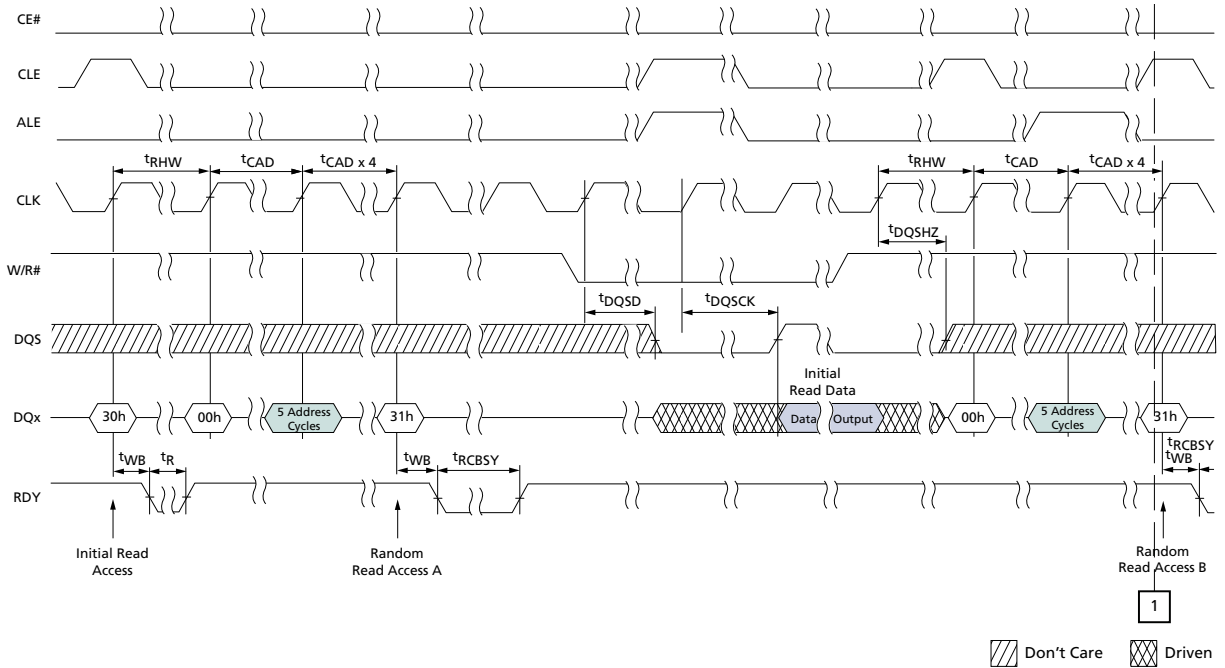 CE#
CLE
ALE
tRHW
tCAD
tCAD x 4
tRHW
tCAD
tCAD x 4
CLK
tDQSHZ
W/R#
tDQSD
tDQSCK
DQS
Initial
Read Data
DQx
30h
00h
5 Address
Cycles
31h
Data
Output
00h
5 Address
Cycles
31h
tWB
tR
tWB
tRCBSY
tRCBSY
tWB
RDY
Initial Read
Access
Random
Read Access A
Random
Read Access B
1
Don't Care
Driven